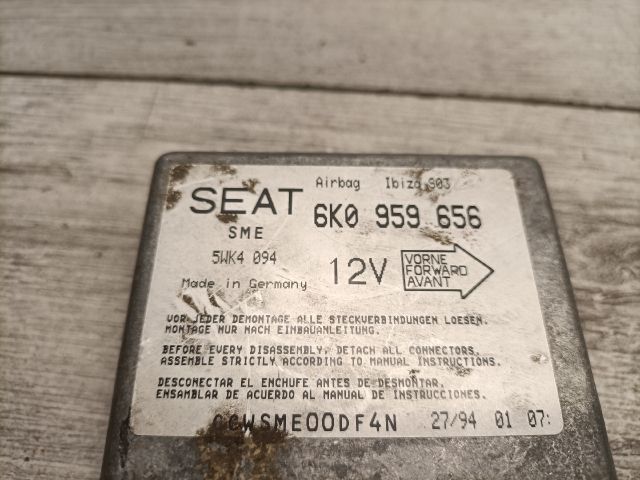 Airbag Ibiza S03
SEAT 6K0 959 656
SME
5WK4 094
12V
VORNE
FORWARD
AVANT
Made in Germany
VOR JEDER DEMONTAGE ALLE STECKVERBINDUNGEN LOESEN.
MONTAGE NUR NACH EINBAUANLEITUNG.
BEFORE EVERY DISASSEMBLY, DETACH ALL CONNECTORS.
ASSEMBLE STRICTLY ACCORDING TO MANUAL INSTRUCTIONS.
DESCONECTAR EL ENCHUFE ANTES DE DESMONTAR.
ENSAMBLAR DE ACUERDO AL MANUAL DE INSTRUCCIONES.
27/94 01 07: